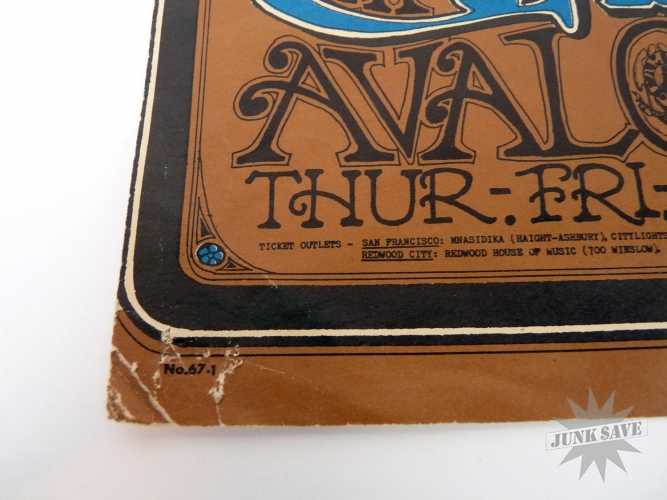 AVALO
THUR-:FRI-
TICKET OUTLETS - SAN FRANCISCO: MNASIDIKA (HAIGHT-ASHBURY), CITYLIGHTS
REDWOOD CITY: REDWOOD HOUSE OF MUSIC (700 WINSLOW).
No.67-1
JUNK $AVE